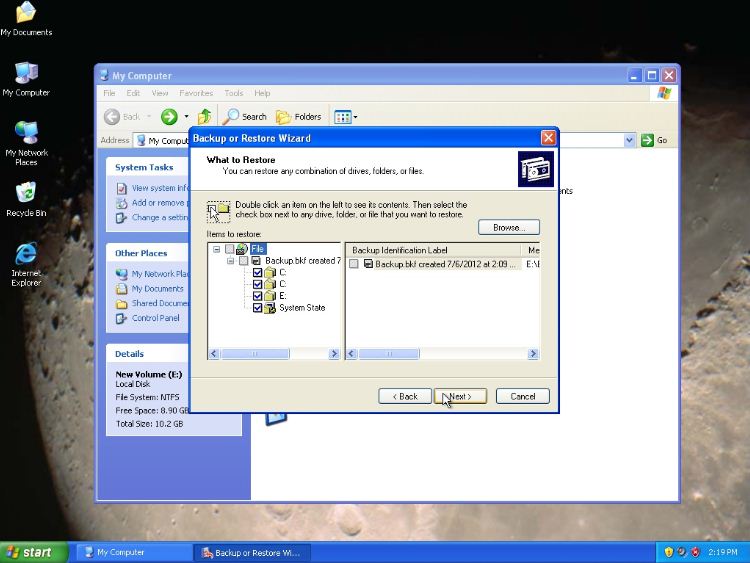 My Documents
My Computer
My Network
Places
Recycle Bin
Internet
Explorer
My Computer
File Edit View Favorites Tools Help
Back Search Folders
Address Go
System Tasks
View system
Add or remove
Change a
Other Places
My Network
My Documents
Shared
Control Panel
Details
New Volume (E:)
Local Disk
File System: NTFS
Free Space: 8.90 GB
Total Size: 10.2 GB
Backup or Restore Wizard
What to Restore
You can restore any combination of drives, folders, or files.
Double click an item on the left to see its contents. Then select the
check box next to any drive, folder, or file that you want to restore.
Browse...
Items to restore:
File
Backup.bkf created 7
C:
C:
E:
System State
Backup Identification Label Me
Backup.bkf created 7/6/2012 at 2:09 ...
< Back Next > Cancel
start My Computer Backup or Restore Wi... 2:19 PM